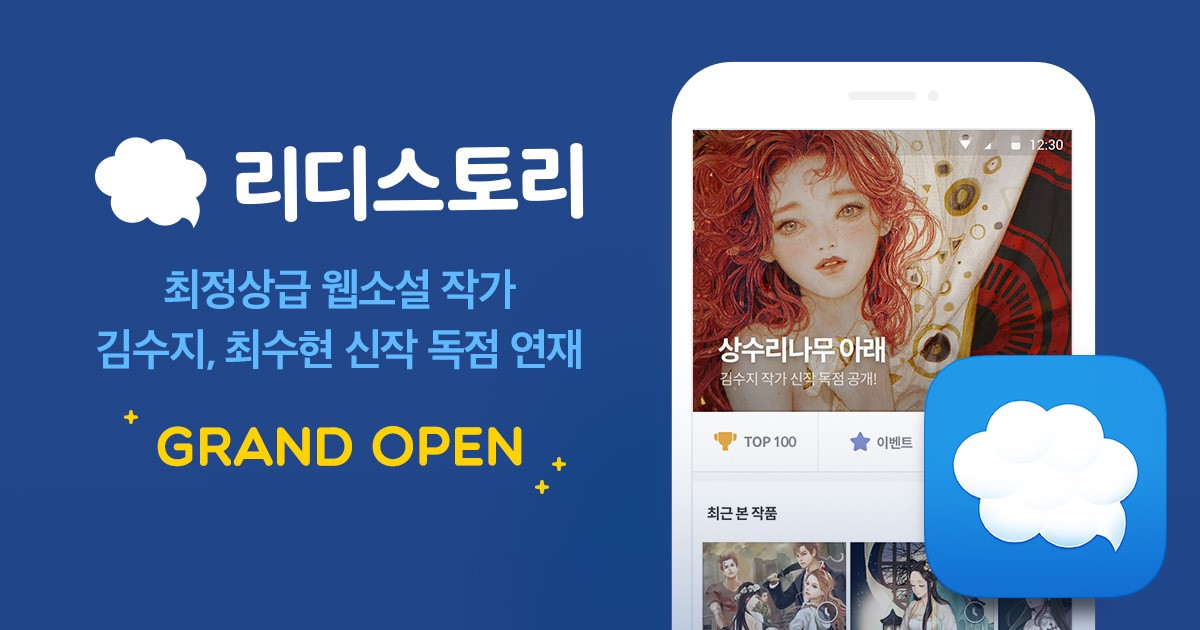 리디스토리
최정상급 웹소설 작가
김수지, 최수현 신작 독점 연재
GRAND OPEN
12:30
상수리나무 아래
김수지 작가 신작 독점 공개!
TOP 100
이벤트
최근 본 작품